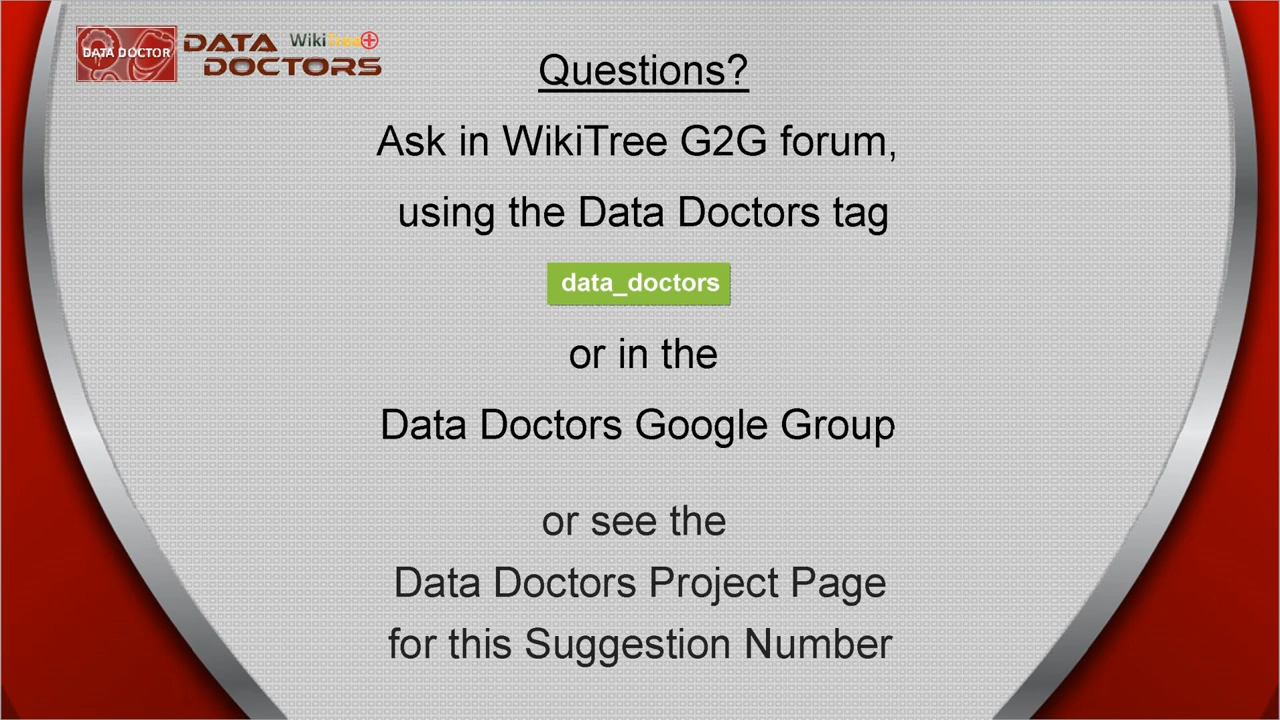 DATA DOCTOR
DATA WikiTree+
DOCTORS
Questions?
Ask in WikiTree G2G forum,
using the Data Doctors tag
data_doctors
or in the
Data Doctors Google Group
or see the
Data Doctors Project Page
for this Suggestion Number